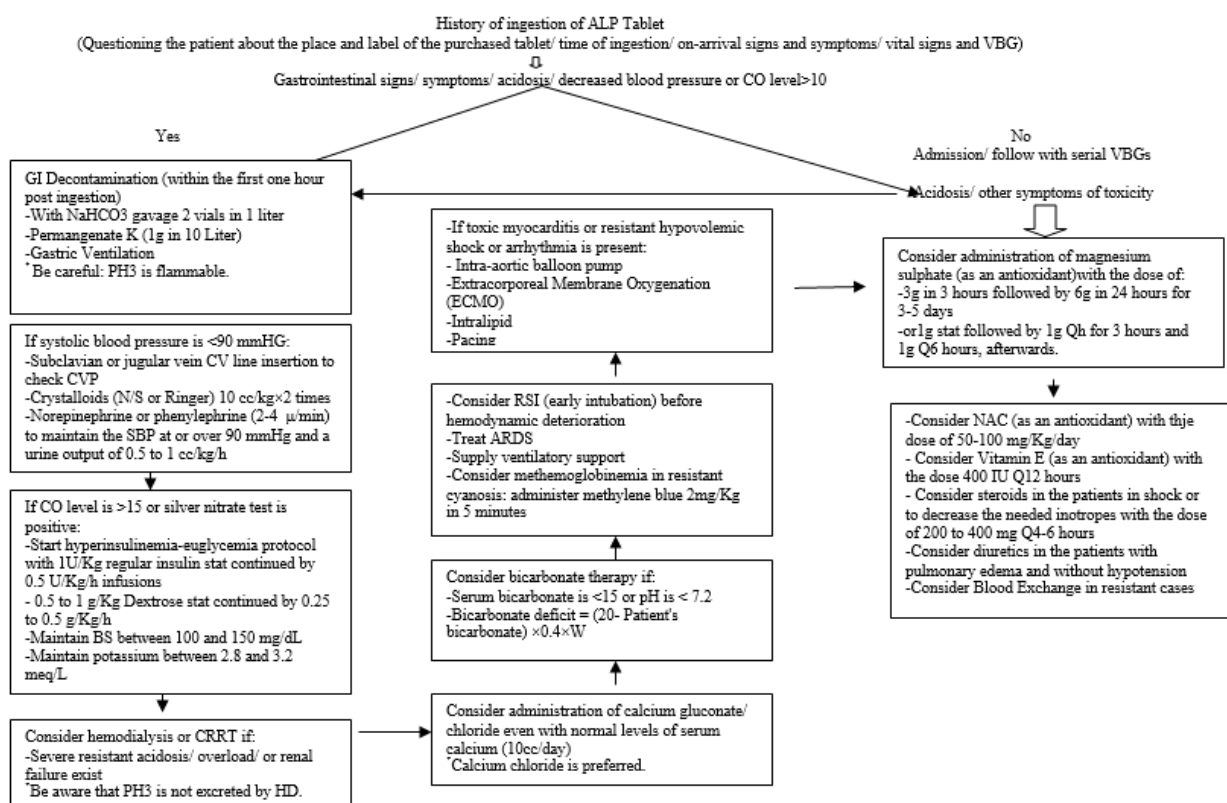 History of ingestion of ALP Tablet
(Questioning the patient about the place and label of the purchased tablet/ time of ingestion/ on-arrival signs and symptoms/ vital signs and VBG)
Gastrointestinal signs/ symptoms/ acidosis/ decreased blood pressure or CO level>10
Yes
No
Admission/ follow with serial VBGs
Acidosis/ other symptoms of toxicity
GI Decontamination (within the first one hour
post ingestion)
-With NaHCO3 gavage 2 vials in 1 liter
-Permangenate K (1g in 10 Liter)
-Gastric Ventilation
*Be careful: PH3 is flammable.
If systolic blood pressure is <90 mmHG:
-Subclavian or jugular vein CV line insertion to
check CVP
-Crystalloids (N/S or Ringer) 10 cc/kg×2 times
-Norepinephrine or phenylephrine (2-4 µ/min)
to maintain the SBP at or over 90 mmHg and a
urine output of 0.5 to 1 cc/kg/h
If CO level is >15 or silver nitrate test is
positive:
-Start hyperinsulinemia-euglycemia protocol
with 1U/Kg regular insulin stat continued by
0.5 U/Kg/h infusions
- 0.5 to 1 g/Kg Dextrose stat continued by 0.25
to 0.5 g/Kg/h
-Maintain BS between 100 and 150 mg/dL
-Maintain potassium between 2.8 and 3.2
meq/L
Consider hemodialysis or CRRT if:
-Severe resistant acidosis/ overload/ or renal
failure exist
*Be aware that PH3 is not excreted by HD.
Consider administration of calcium gluconate/
chloride even with normal levels of serum
calcium (10cc/day)
*Calcium chloride is preferred.
Consider bicarbonate therapy if:
-Serum bicarbonate is <15 or pH is < 7.2
-Bicarbonate deficit = (20- Patient's
bicarbonate) ×0.4×W
-Consider RSI (early intubation) before
hemodynamic deterioration
-Treat ARDS
-Supply ventilatory support
-Consider methemoglobinemia in resistant
cyanosis: administer methylene blue 2mg/Kg
in 5 minutes
-If toxic myocarditis or resistant hypovolemic
shock or arrhythmia is present:
- Intra-aortic balloon pump
-Extracorporeal Membrane Oxygenation
(ECMO)
-Intralipid
-Pacing
Consider administration of magnesium
sulphate (as an antioxidant)with the dose of:
-3g in 3 hours followed by 6g in 24 hours for
3-5 days
-or1g stat followed by 1g Qh for 3 hours and
1g Q6 hours, afterwards.
-Consider NAC (as an antioxidant) with thje
dose of 50-100 mg/Kg/day
- Consider Vitamin E (as an antioxidant) with
the dose 400 IU Q12 hours
- Consider steroids in the patients in shock or
to decrease the needed inotropes with the dose
of 200 to 400 mg Q4-6 hours
-Consider diuretics in the patients with
pulmonary edema and without hypotension
-Consider Blood Exchange in resistant cases